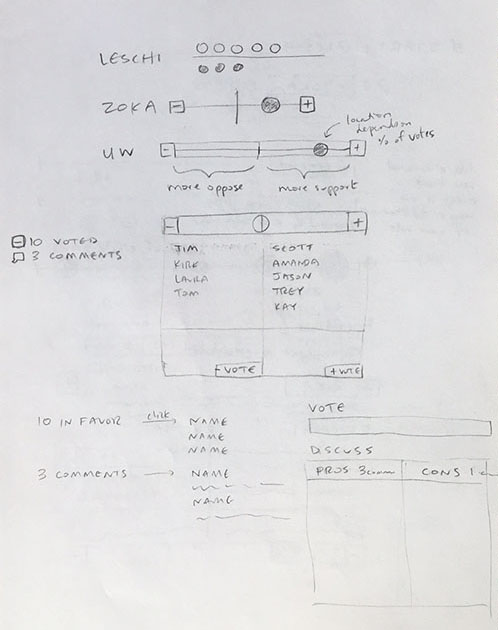 LESCHI
ZOKA
- +
location
dependent on
% of votes
UW
- +
more oppose more support
- +
10 VOTED
3 COMMENTS
JIM SCOTT
KIRK AMANDA
LAURA JASON
TOM TREY
KAY
- VOTE + VOTE
10 IN FAVOR click NAME
NAME
NAME
3 COMMENTS NAME
NAME
VOTE
DISCUSS
PROS 3 comm CONS 1